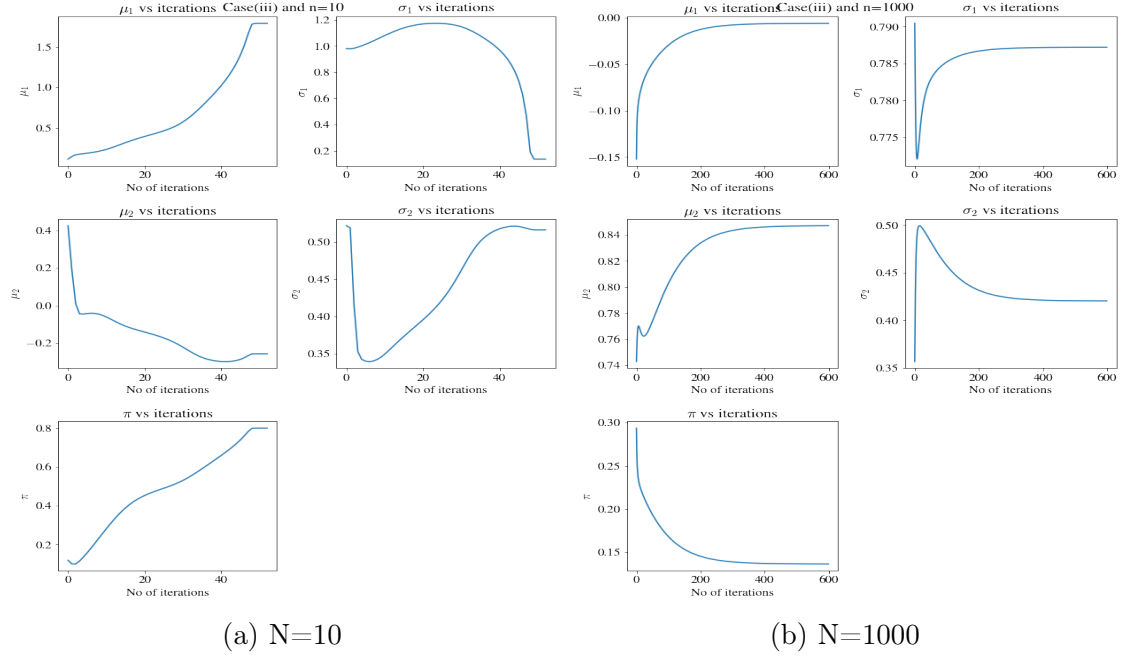 μ₁ vs iterations Case(iii) and n=10 σ₁ vs iterations
1.5
1.0
0.5
μ₁
0 20 40
No of iterations
1.2
1.0
0.8
0.6
0.4
0.2
σ₁
0 20 40
No of iterations
μ₂ vs iterations
0.4
0.2
0.0
−0.2
μ₂
0 20 40
No of iterations
σ₂ vs iterations
0.50
0.45
0.40
0.35
σ₂
0 20 40
No of iterations
π vs iterations
0.8
0.6
0.4
0.2
π
0 20 40
No of iterations
(a) N=10
μ₁ vs iterations Case(iii) and n=1000 σ₁ vs iterations
0.00
−0.05
−0.10
−0.15
μ₁
0 200 400 600
No of iterations
0.790
0.785
0.780
0.775
σ₁
0 200 400 600
No of iterations
μ₂ vs iterations
0.84
0.82
0.80
0.78
0.76
0.74
μ₂
0 200 400 600
No of iterations
σ₂ vs iterations
0.50
0.45
0.40
0.35
σ₂
0 200 400 600
No of iterations
π vs iterations
0.30
0.25
0.20
0.15
π
0 200 400 600
No of iterations
(b) N=1000